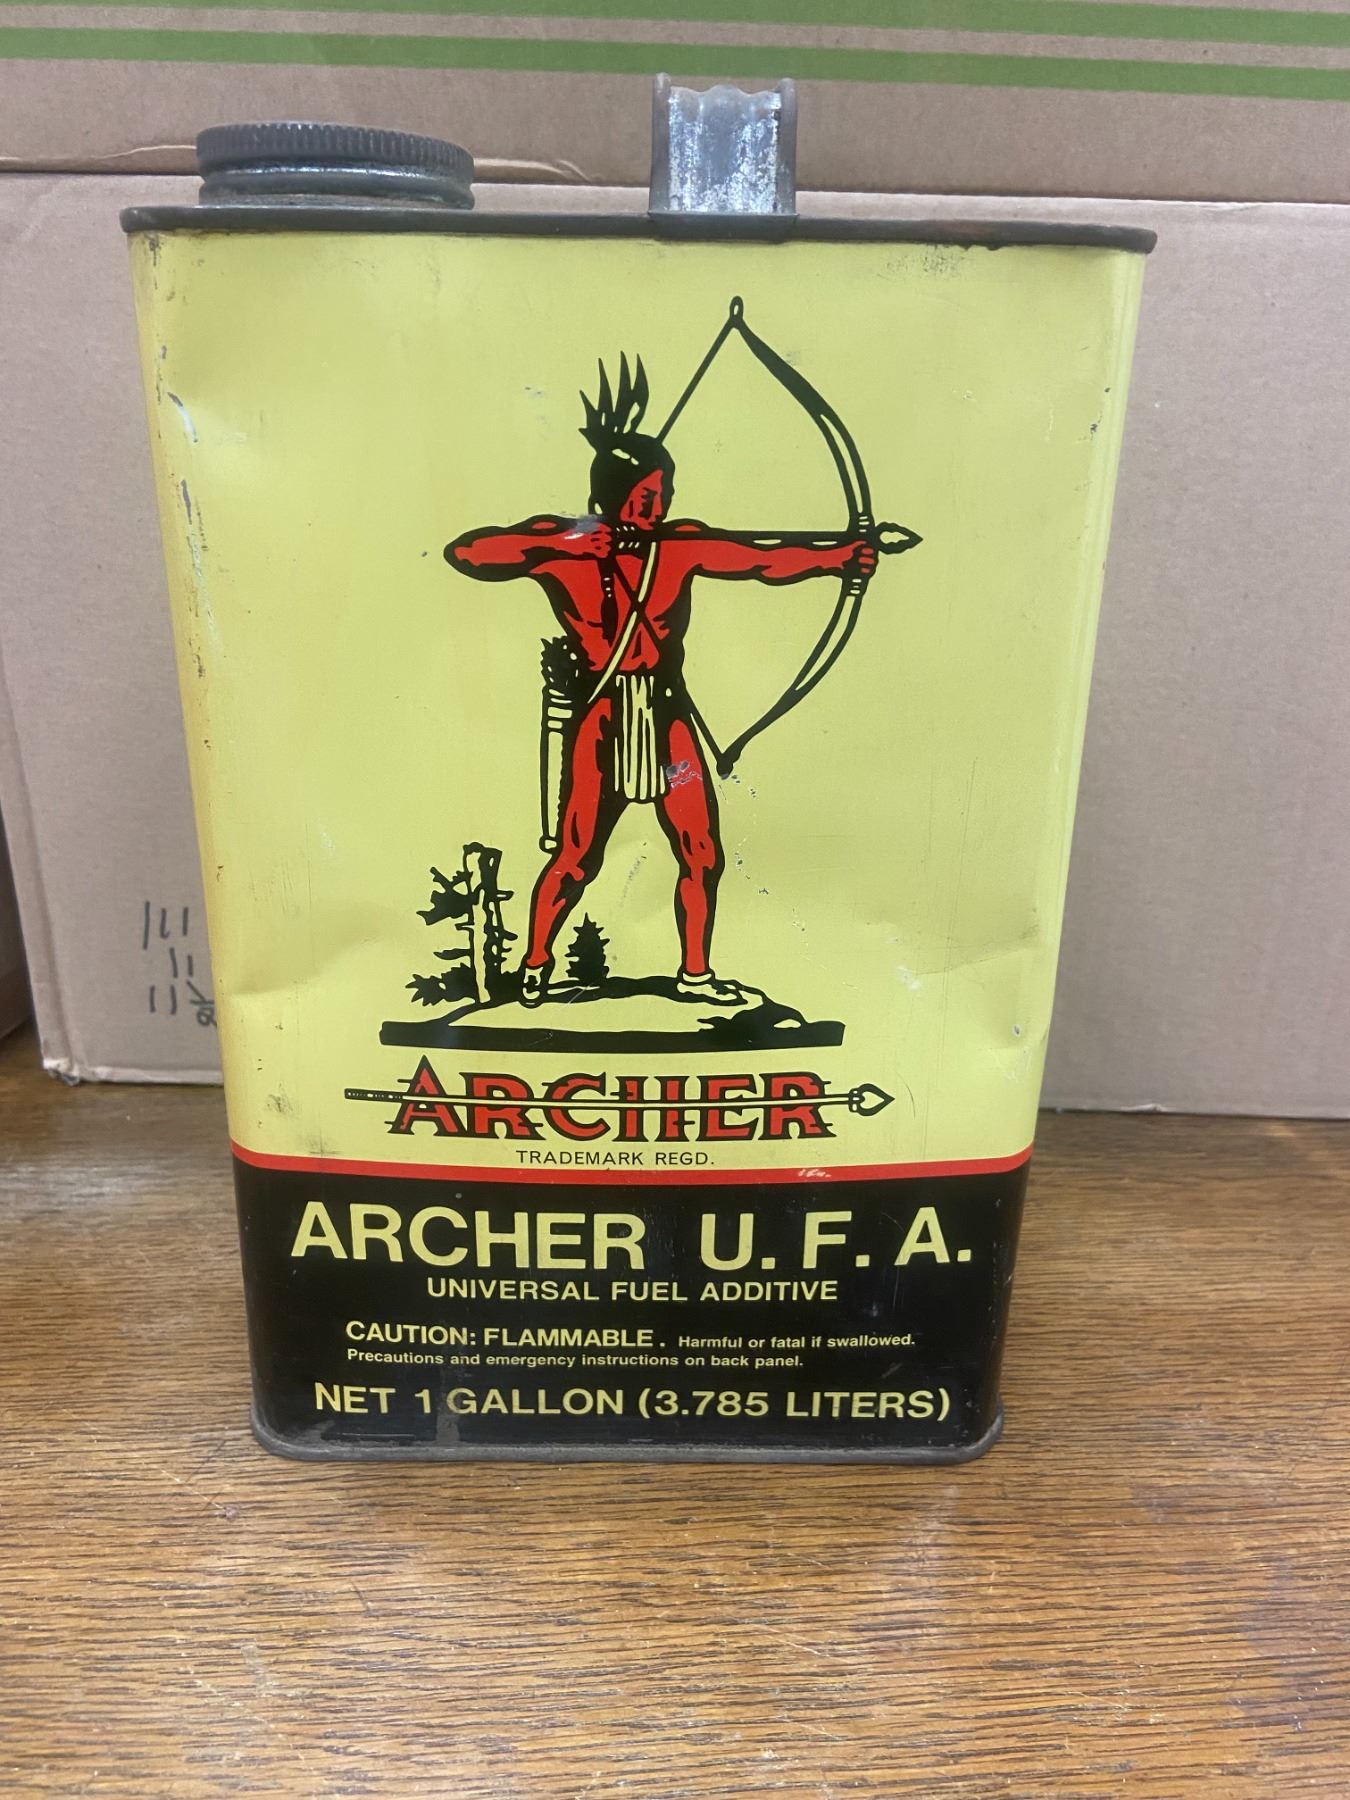 ARCHER
TRADEMARK REGD.
ARCHER U.F.A.
UNIVERSAL FUEL ADDITIVE
CAUTION: FLAMMABLE. Harmful or fatal if swallowed.
Precautions and emergency instructions on back panel.
NET 1 GALLON (3.785 LITERS)